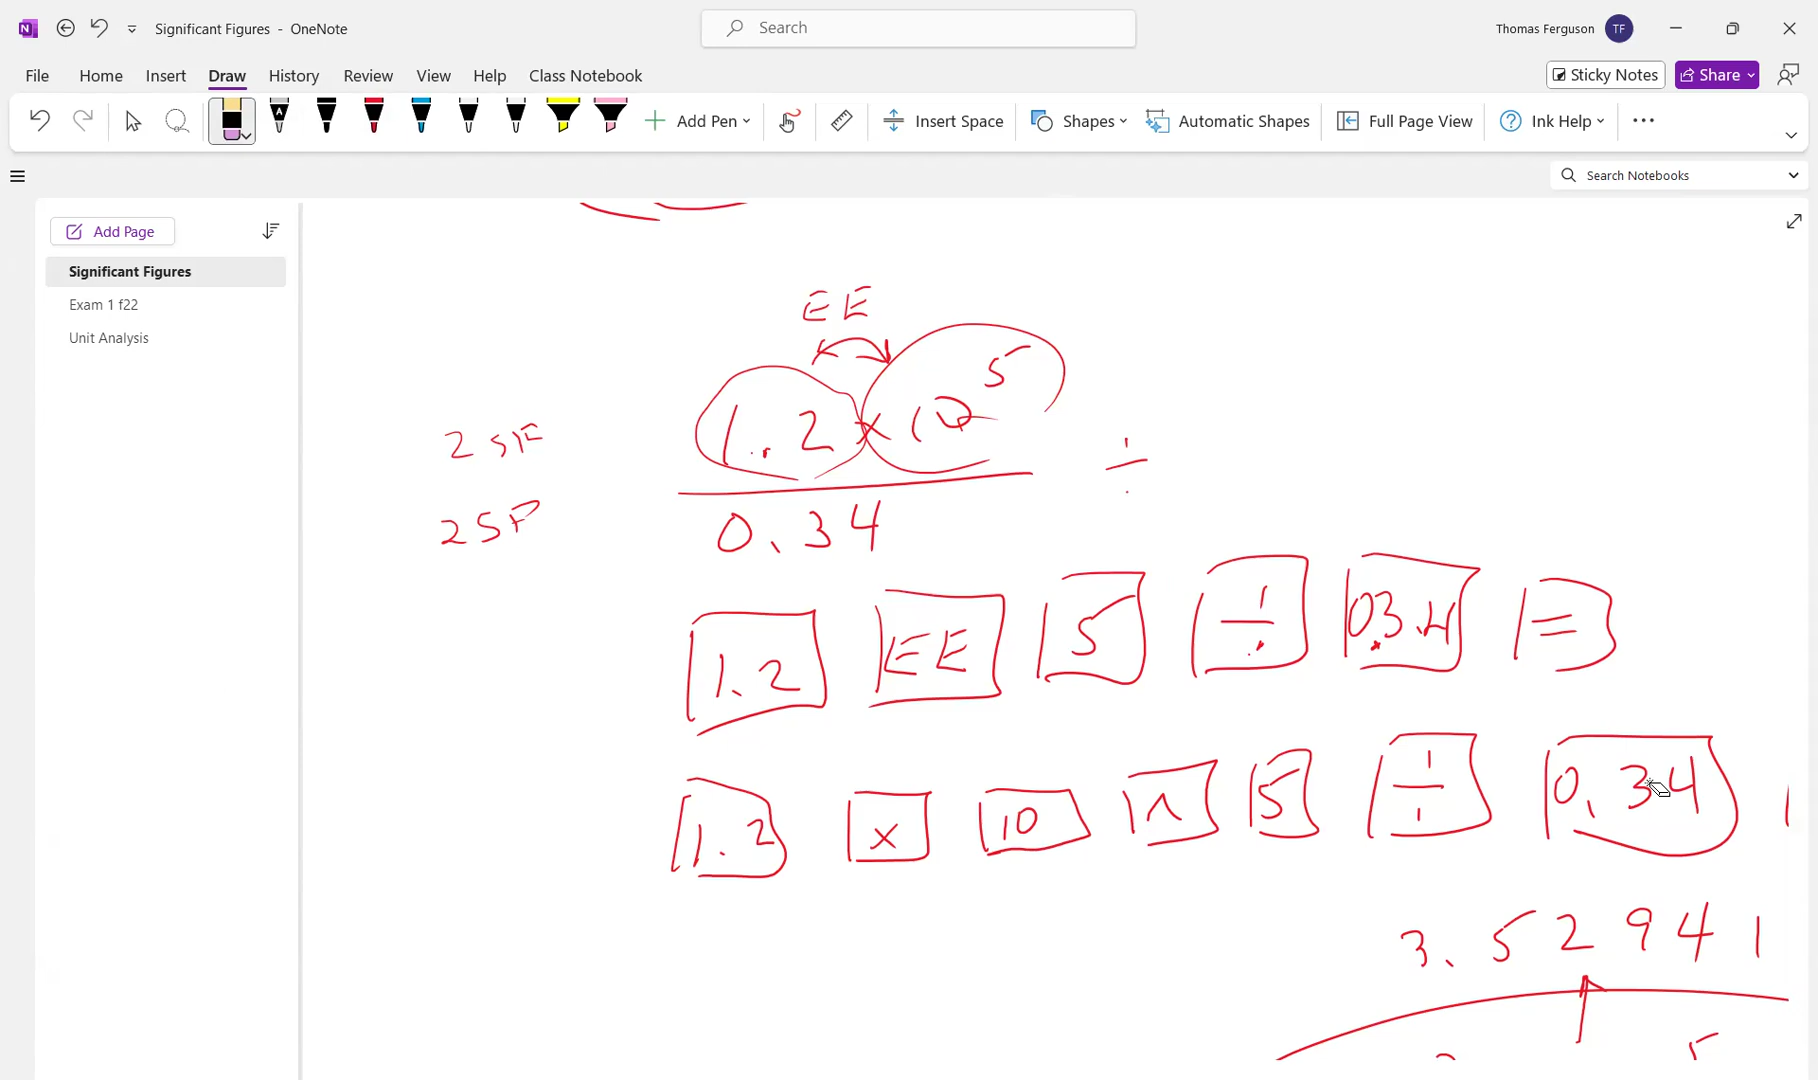 Significant Figures - OneNote
Search
Thomas Ferguson TF
File Home Insert Draw History Review View Help Class Notebook
Sticky Notes Share
Add Pen Insert Space Shapes Automatic Shapes Full Page View Ink Help
Search Notebooks
Add Page
Significant Figures
Exam 1 f22
Unit Analysis
EE
2 SF 1.2 x 10^5 ÷
2 SF 0.34
1.2 EE 5 ÷ 0.34 =
1.2 x 10 ^ 5 ÷ 0.34
3.52941